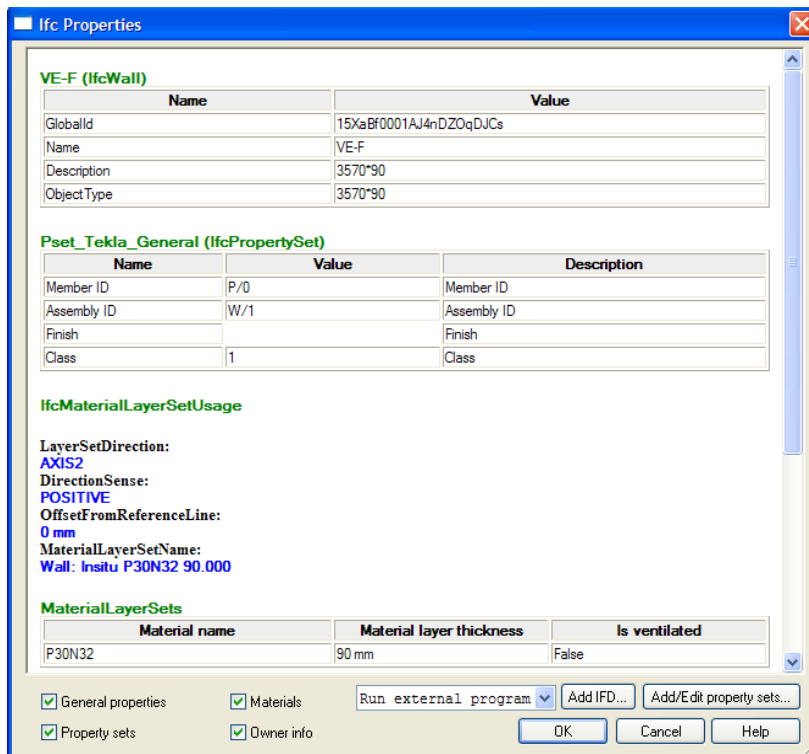 Ifc Properties
VE-F (IfcWall)
Name Value
GlobalId 15XaBf0001AJ4nDZOqDJCs
Name VE-F
Description 3570*90
ObjectType 3570*90
Pset_Tekla_General (IfcPropertySet)
Name Value Description
Member ID P/0 Member ID
Assembly ID W/1 Assembly ID
Finish Finish
Class 1 Class
IfcMaterialLayerSetUsage
LayerSetDirection:
AXIS2
DirectionSense:
POSITIVE
OffsetFromReferenceLine:
0 mm
MaterialLayerSetName:
Wall: Insitu P30N32 90.000
MaterialLayerSets
Material name Material layer thickness Is ventilated
P30N32 90 mm False
General properties Materials Run external program Add IFD... Add/Edit property sets...
Property sets Owner info OK Cancel Help